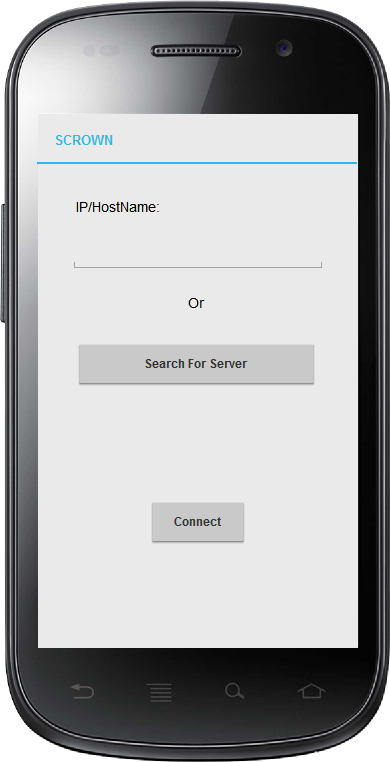 SCROWN
IP/HostName:
Or
Search For Server
Connect